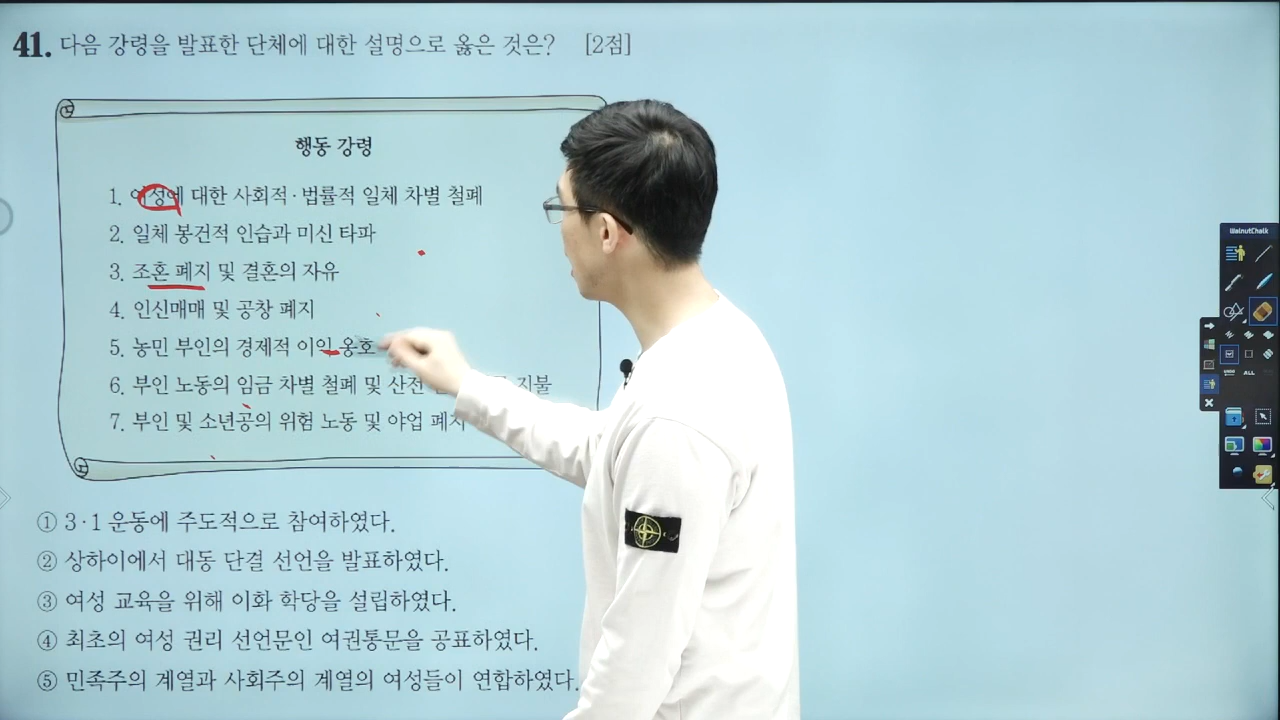 41. 다음 강령을 발표한 단체에 대한 설명으로 옳은 것은? [2점]
행동 강령
1. 여성에 대한 사회적·법률적 일체 차별 철폐
2. 일체 봉건적 인습과 미신 타파
3. 조혼 폐지 및 결혼의 자유
4. 인신매매 및 공창 폐지
5. 농민 부인의 경제적 이익 옹호
6. 부인 노동의 임금 차별 철폐 및 산전 지불
7. 부인 및 소년공의 위험 노동 및 야업 폐지
① 3·1 운동에 주도적으로 참여하였다.
② 상하이에서 대동 단결 선언을 발표하였다.
③ 여성 교육을 위해 이화 학당을 설립하였다.
④ 최초의 여성 권리 선언문인 여권통문을 공표하였다.
⑤ 민족주의 계열과 사회주의 계열의 여성들이 연합하였다.
WalnutChalk
ALL